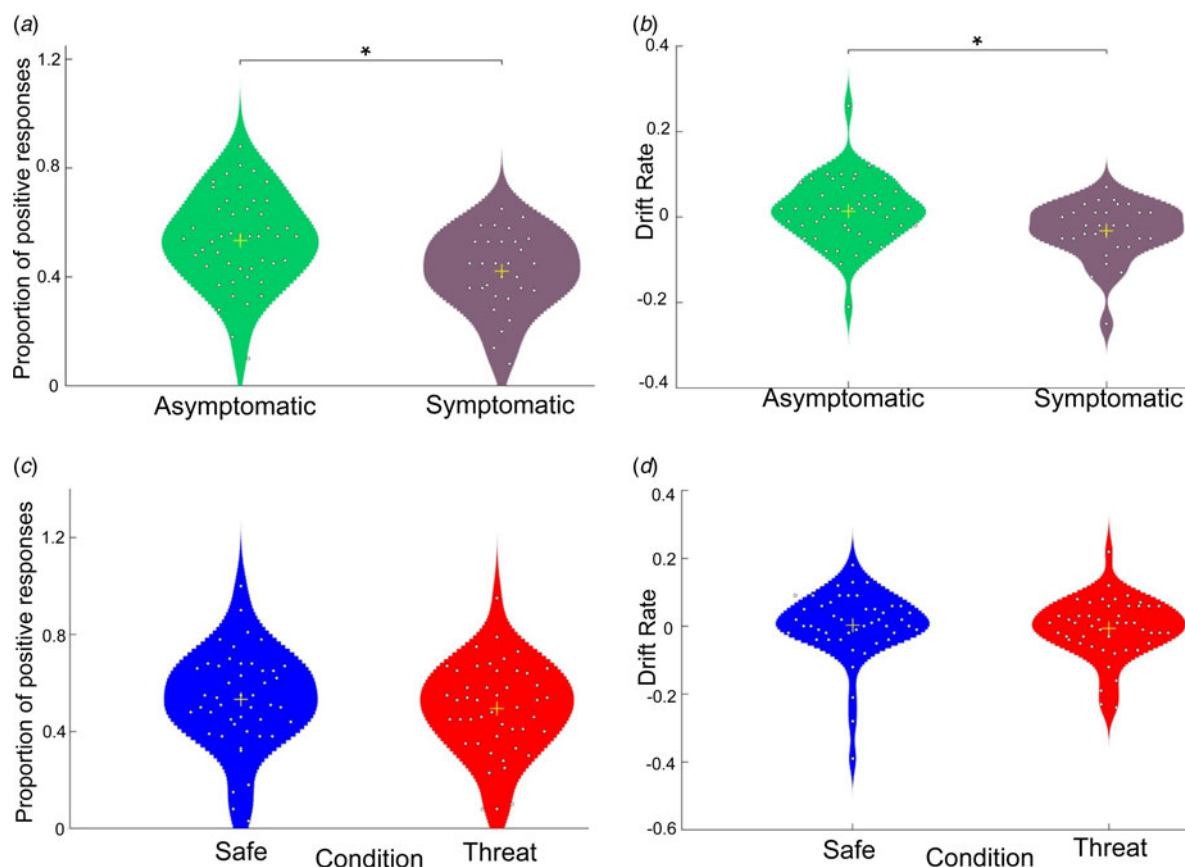 (a)
*
1.2
0.8
0.4
0
Proportion of positive responses
Asymptomatic
Symptomatic
(b)
*
0.4
0.2
0
-0.2
-0.4
Drift Rate
Asymptomatic
Symptomatic
(c)
1.2
0.8
0.4
0
Proportion of positive responses
Safe
Condition
Threat
(d)
0.4
0.2
0
-0.2
-0.4
-0.6
Drift Rate
Safe
Condition
Threat